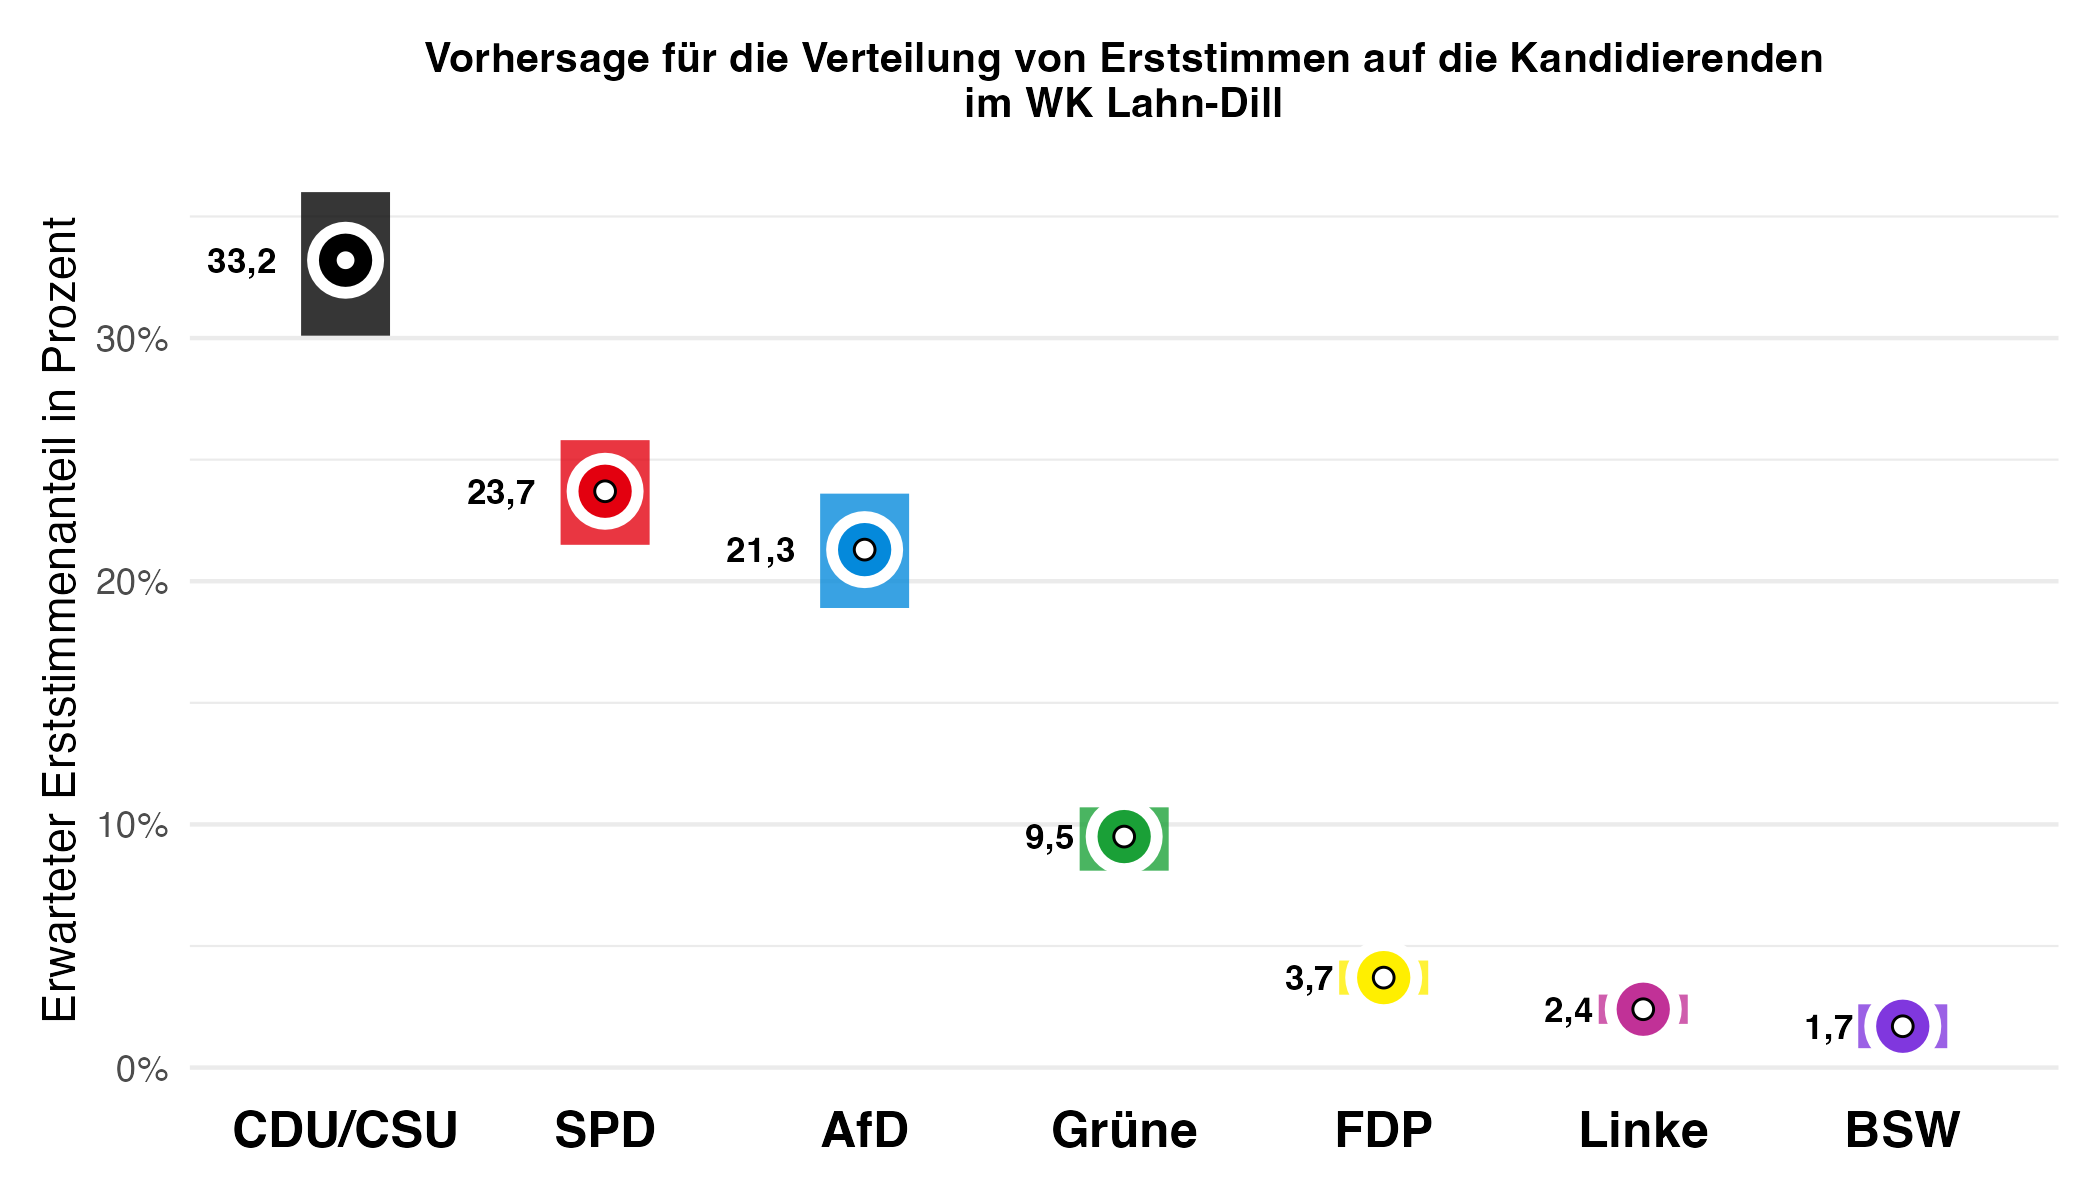 Vorhersage für die Verteilung von Erststimmen auf die Kandidierenden
im WK Lahn-Dill
Erwarteter Erststimmenanteil in Prozent
33,2
30%
23,7
21,3
20%
10%
9,5
3,7
2,4
1,7
0%
CDU/CSU SPD AfD Grüne FDP Linke BSW